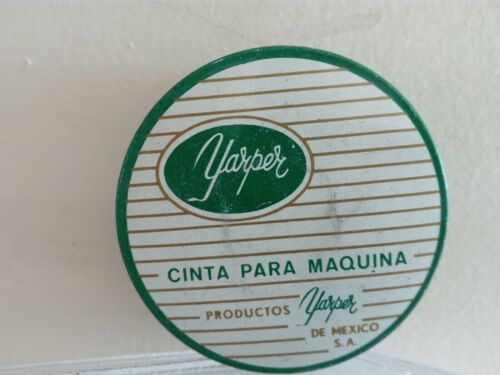 Yarper
CINTA PARA MAQUINA
PRODUCTOS Yarper
DE MEXICO
S.A.